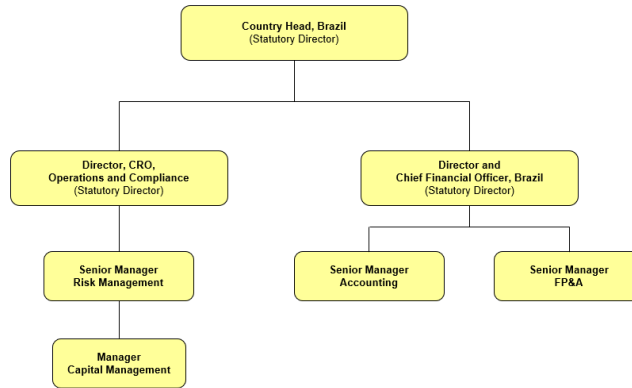 Country Head, Brazil
(Statutory Director)
Director, CRO,
Operations and Compliance
(Statutory Director)
Director and
Chief Financial Officer, Brazil
(Statutory Director)
Senior Manager
Risk Management
Senior Manager
Accounting
Senior Manager
FP&A
Manager
Capital Management